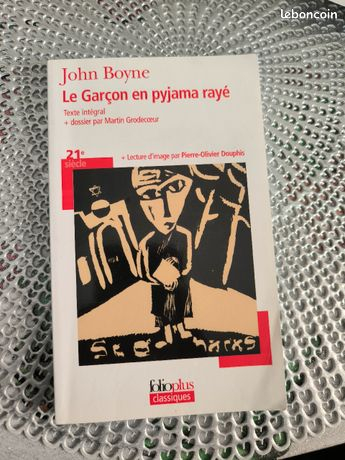 leboncoin
John Boyne
Le Garçon en pyjama rayé
Texte intégral
+ dossier par Martin Grodecœur
21e
siècle
+ Lecture d'image par Pierre-Olivier Douphis
folioplus
classiques